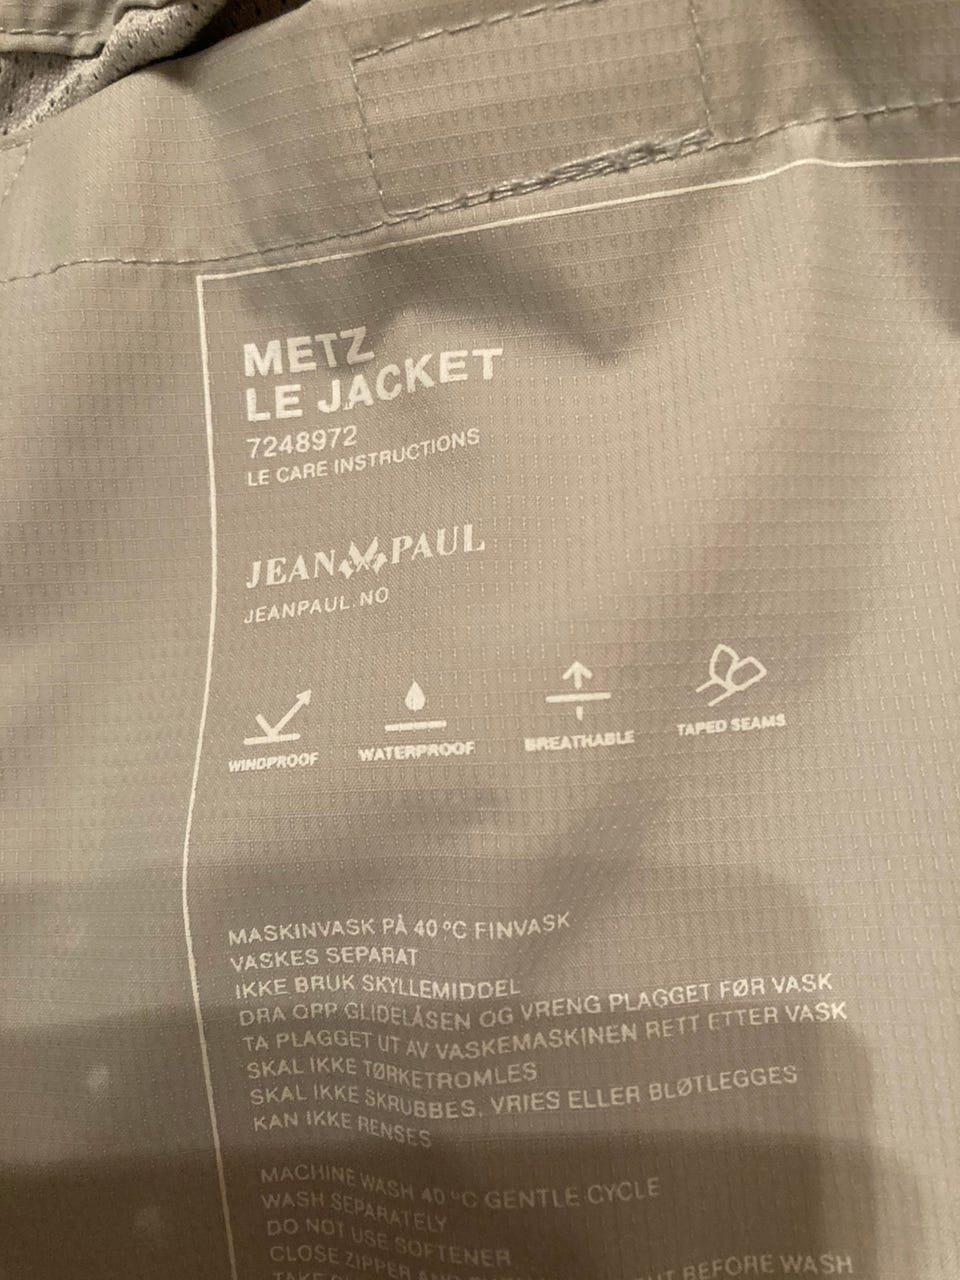 METZ
LE JACKET
7248972
LE CARE INSTRUCTIONS
JEAN PAUL
JEANPAUL.NO
WINDPROOF
WATERPROOF
BREATHABLE
TAPED SEAMS
MASKINVASK PÅ 40 ºC FINVASK
VASKES SEPARAT
IKKE BRUK SKYLLEMIDDEL
DRA OPP GLIDELÅSEN OG VRENG PLAGGET FØR VASK
TA PLAGGET UT AV VASKEMASKINEN RETT ETTER VASK
SKAL IKKE TØRKETROMLES
SKAL IKKE SKRUBBES, VRIES ELLER BLØTLEGGES
KAN IKKE RENSES
MACHINE WASH 40 ºC GENTLE CYCLE
WASH SEPARATELY
DO NOT USE SOFTENER
CLOSE ZIPPER AND BEFORE WASH